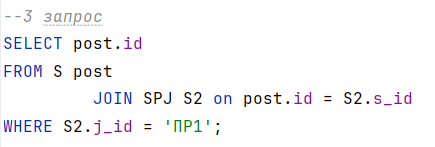 --3 запрос
SELECT post.id
FROM S post
JOIN SPJ S2 on post.id = S2.s_id
WHERE S2.j_id = 'ПР1';